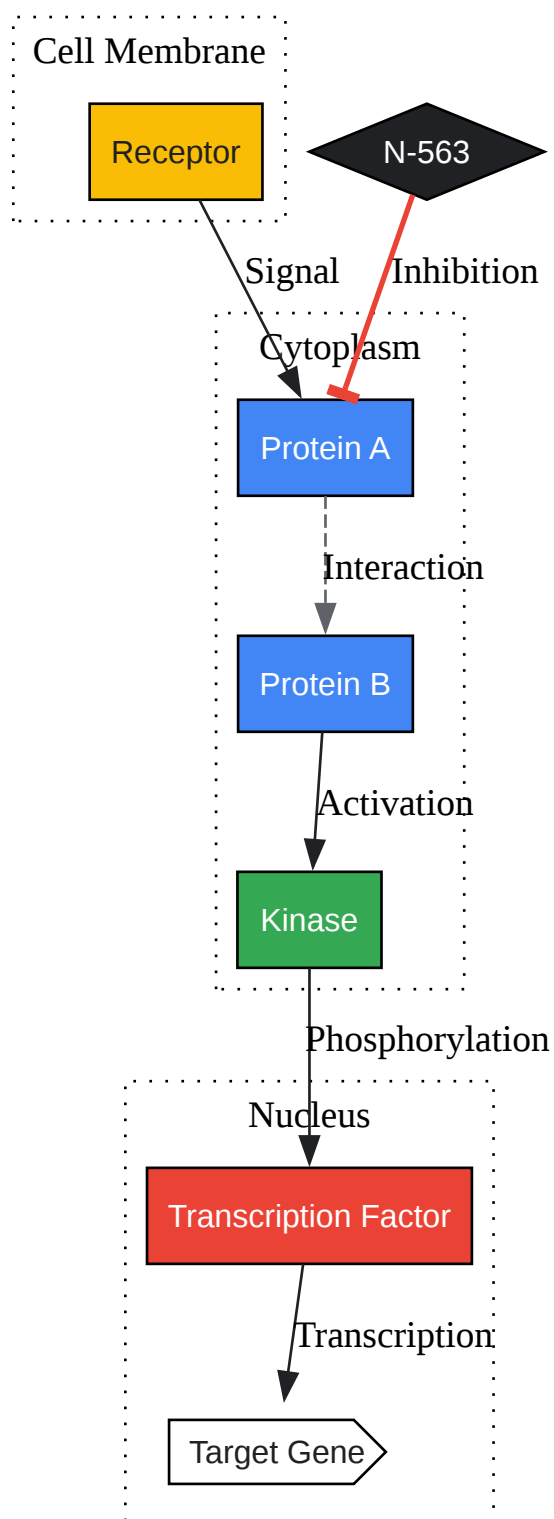 Cell Membrane
Receptor
N-563
Signal
Inhibition
Cytoplasm
Protein A
Interaction
Protein B
Activation
Kinase
Phosphorylation
Nucleus
Transcription Factor
Transcription
Target Gene